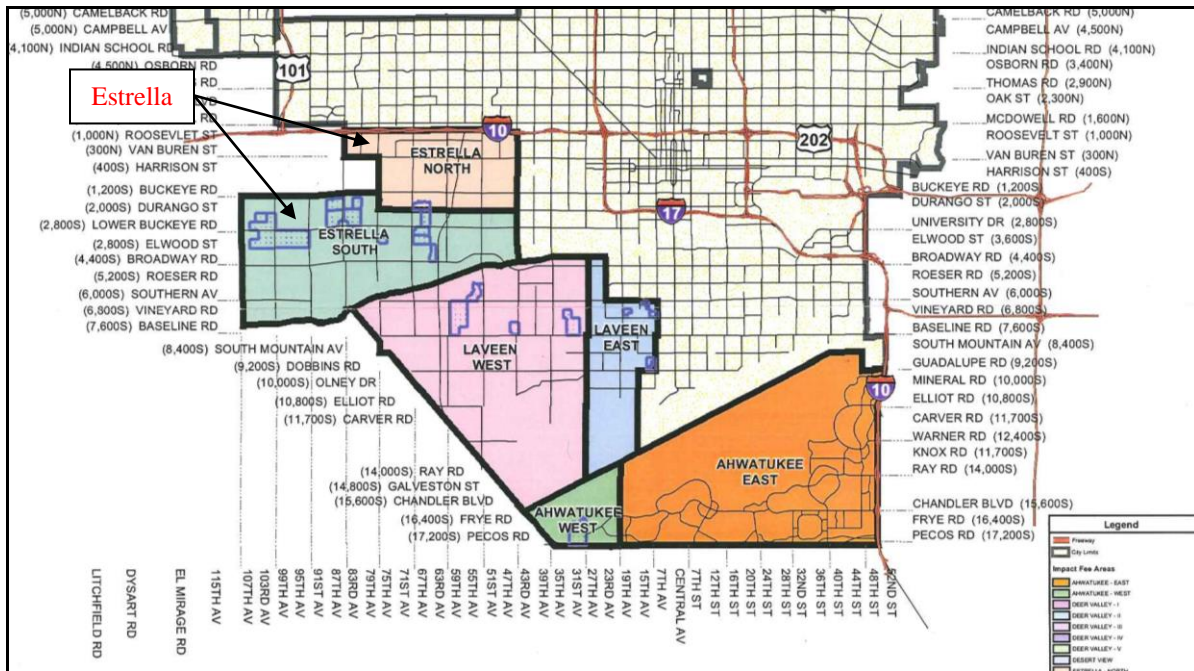 (5,000N) CAMELBACK RD
(5,000N) CAMPBELL AV
(4,100N) INDIAN SCHOOL RD
(4,500N) OSBORN RD
RD
(1,000N) ROOSEVLET ST
(300N) VAN BUREN ST
(400S) HARRISON ST
(1,200S) BUCKEYE RD
(2,000S) DURANGO ST
(2,800S) LOWER BUCKEYE RD
(2,800S) ELWOOD ST
(4,400S) BROADWAY RD
(5,200S) ROESER RD
(6,000S) SOUTHERN AV
(6,800S) VINEYARD RD
(7,600S) BASELINE RD
(8,400S) SOUTH MOUNTAIN AV
(9,200S) DOBBINS RD
(10,000S) OLNEY DR
(10,800S) ELLIOT RD
(11,700S) CARVER RD
(14,000S) RAY RD
(14,800S) GALVESTON ST
(15,600S) CHANDLER BLVD
(16,400S) FRYE RD
(17,200S) PECOS RD
Estrella
101
10
202
17
10
ESTRELLA
NORTH
ESTRELLA
SOUTH
LAVEEN
WEST
LAVEEN
EAST
AHWATUKEE
WEST
AHWATUKEE
EAST
CAMELBACK RD (5,000N)
CAMPBELL AV (4,500N)
INDIAN SCHOOL RD (4,100N)
OSBORN RD (3,400N)
THOMAS RD (2,900N)
OAK ST (2,300N)
MCDOWELL RD (1,600N)
ROOSEVELT ST (1,000N)
VAN BUREN ST (300N)
HARRISON ST (400S)
BUCKEYE RD (1,200S)
DURANGO ST (2,000S)
UNIVERSITY DR (2,800S)
ELWOOD ST (3,600S)
BROADWAY RD (4,400S)
ROESER RD (5,200S)
SOUTHERN AV (6,000S)
VINEYARD RD (6,800S)
BASELINE RD (7,600S)
SOUTH MOUNTAIN AV (8,400S)
GUADALUPE RD (9,200S)
MINERAL RD (10,000S)
ELLIOT RD (10,800S)
CARVER RD (11,700S)
WARNER RD (12,400S)
KNOX RD (11,700S)
RAY RD (14,000S)
CHANDLER BLVD (15,600S)
FRYE RD (16,400S)
PECOS RD (17,200S)
LITCHFIELD RD
DYSART RD
EL MIRAGE RD
115TH AV
107TH AV
103RD AV
99TH AV
95TH AV
91ST AV
87TH AV
83RD AV
79TH AV
75TH AV
71ST AV
67TH AV
63RD AV
59TH AV
55TH AV
51ST AV
47TH AV
43RD AV
39TH AV
35TH AV
31ST AV
27TH AV
23RD AV
19TH AV
15TH AV
7TH AV
CENTRAL AV
7TH ST
12TH ST
16TH ST
20TH ST
24TH ST
28TH ST
32ND ST
36TH ST
40TH ST
44TH ST
48TH ST
52ND ST
Legend
Freeway
City Limits
Impact Fee Areas
AHWATUKEE - EAST
AHWATUKEE - WEST
DEER VALLEY - I
DEER VALLEY - II
DEER VALLEY - III
DEER VALLEY - IV
DEER VALLEY - V
DESERT VIEW
ESTRELLA - NORTH